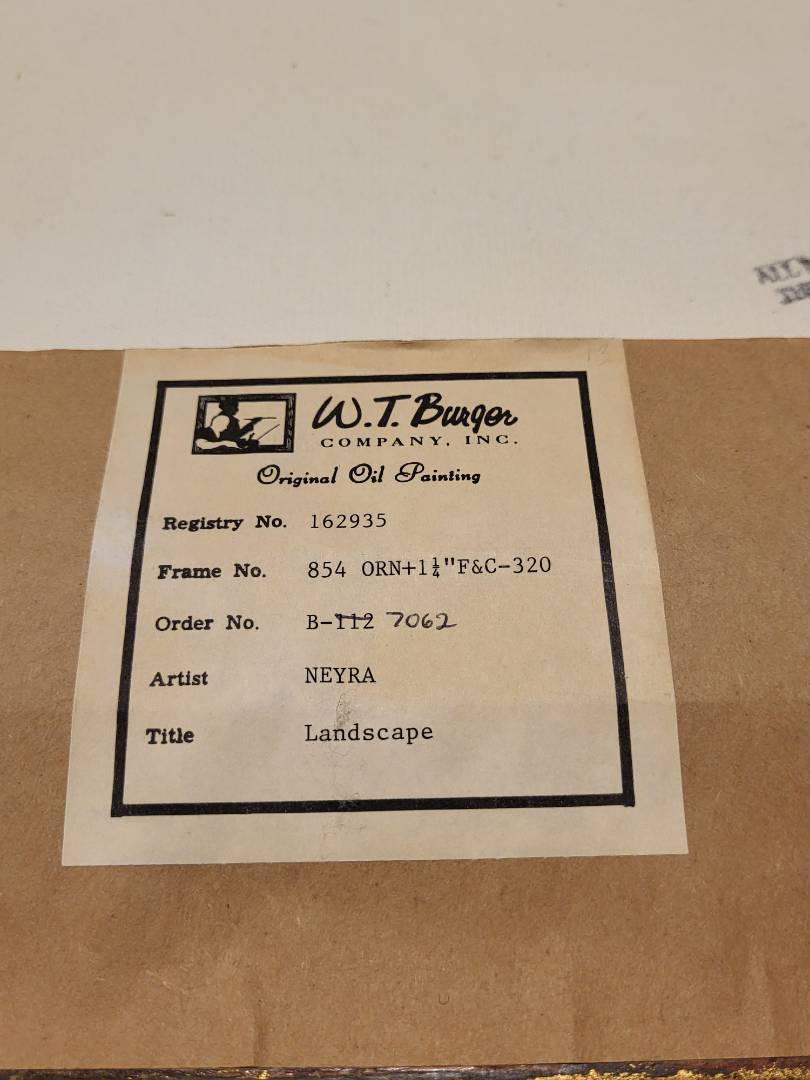 ALL
W.T. Burger
COMPANY, INC.
Original Oil Painting
Registry No. 162935
Frame No. 854 ORN+1¼"F&C-320
Order No. B-112 7062
Artist NEYRA
Title Landscape